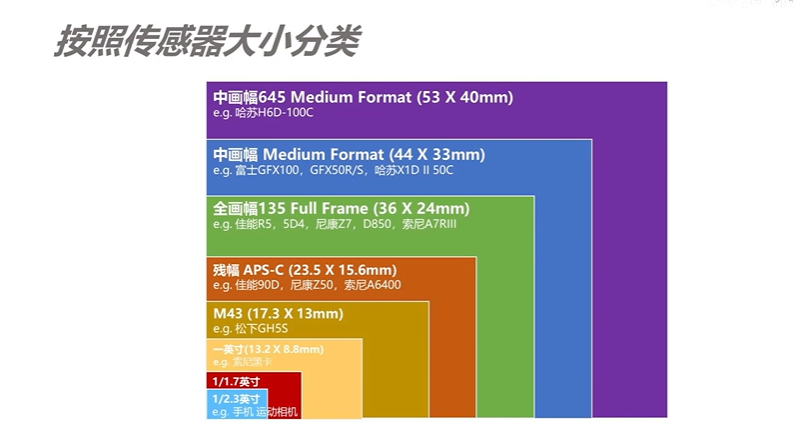 按照传感器大小分类
中画幅645 Medium Format (53 X 40mm)
e.g. 哈苏H6D-100C
中画幅 Medium Format (44 X 33mm)
e.g. 富士GFX100，GFX50R/S，哈苏X1D II 50C
全画幅135 Full Frame (36 X 24mm)
e.g. 佳能R5，5D4，尼康Z7，D850，索尼A7RIII
残幅 APS-C (23.5 X 15.6mm)
e.g. 佳能90D，尼康Z50，索尼A6400
M43 (17.3 X 13mm)
e.g. 松下GH5S
一英寸(13.2 X 8.8mm)
e.g. 索尼黑卡
1/1.7英寸
1/2.3英寸
e.g. 手机 运动相机